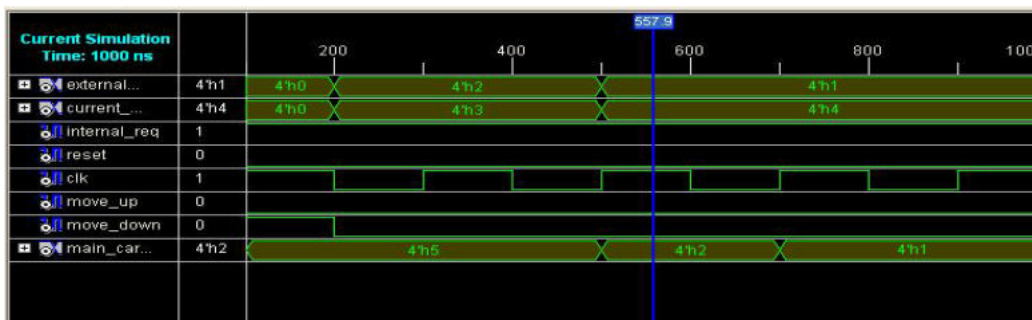 557.9
Current Simulation
Time: 1000 ns
200 400 600 800 1000
external... 4'h1 4'h0 4'h2 4'h1
current_... 4'h4 4'h0 4'h3 4'h4
internal_req 1
reset 0
clk 1
move_up 0
move_down 0
main_car... 4'h2 4'h5 4'h2 4'h1